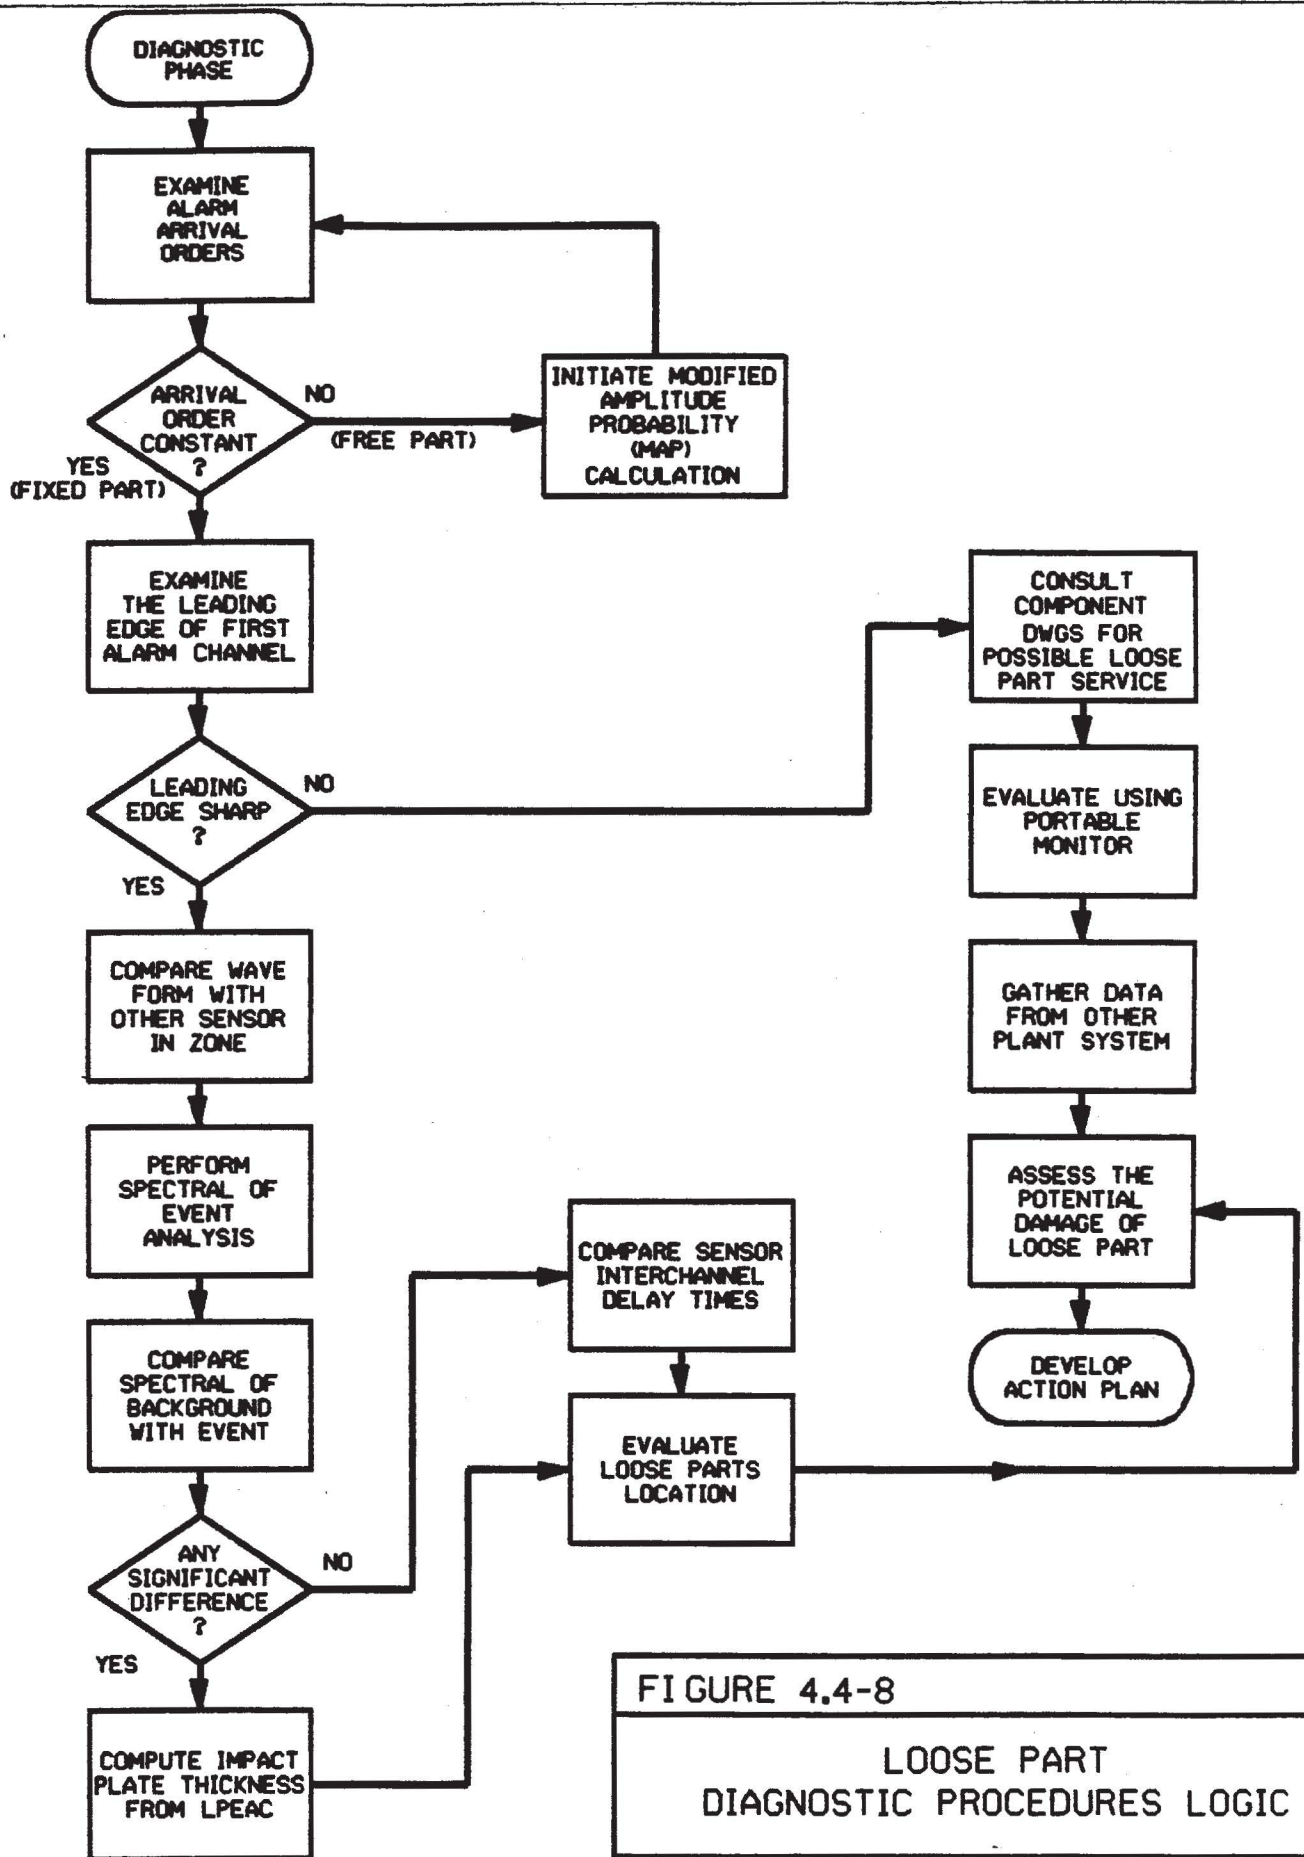 DIAGNOSTIC
PHASE
EXAMINE
ALARM
ARRIVAL
ORDERS
ARRIVAL
ORDER
CONSTANT
?
NO
(FREE PART)
YES
(FIXED PART)
INITIATE MODIFIED
AMPLITUDE
PROBABILITY
(MAP)
CALCULATION
EXAMINE
THE LEADING
EDGE OF FIRST
ALARM CHANNEL
LEADING
EDGE SHARP
?
NO
YES
CONSULT
COMPONENT
DWGS FOR
POSSIBLE LOOSE
PART SERVICE
EVALUATE USING
PORTABLE
MONITOR
GATHER DATA
FROM OTHER
PLANT SYSTEM
ASSESS THE
POTENTIAL
DAMAGE OF
LOOSE PART
DEVELOP
ACTION PLAN
COMPARE WAVE
FORM WITH
OTHER SENSOR
IN ZONE
PERFORM
SPECTRAL OF
EVENT
ANALYSIS
COMPARE
SPECTRAL OF
BACKGROUND
WITH EVENT
ANY
SIGNIFICANT
DIFFERENCE
?
NO
YES
COMPARE SENSOR
INTERCHANNEL
DELAY TIMES
EVALUATE
LOOSE PARTS
LOCATION
COMPUTE IMPACT
PLATE THICKNESS
FROM LPEAC
FIGURE 4.4-8
LOOSE PART
DIAGNOSTIC PROCEDURES LOGIC